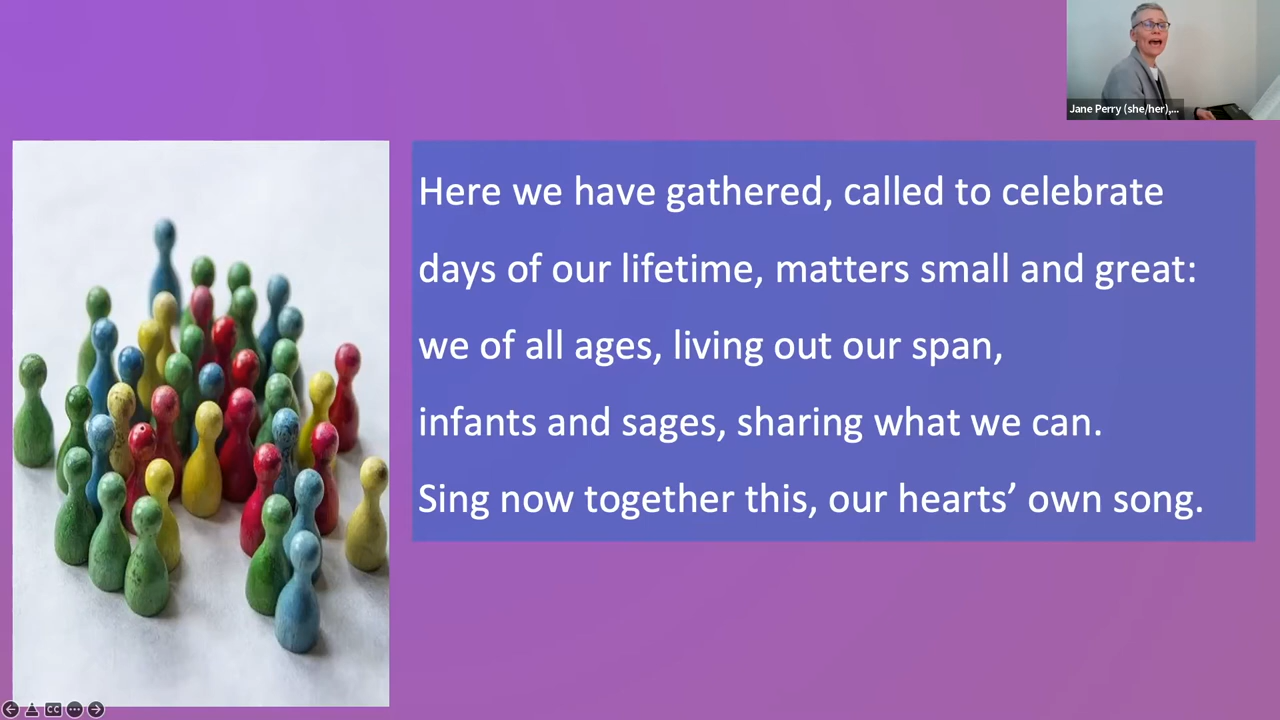 Jane Perry (she/her),...
Here we have gathered, called to celebrate
days of our lifetime, matters small and great:
we of all ages, living out our span,
infants and sages, sharing what we can.
Sing now together this, our hearts’ own song.
CC